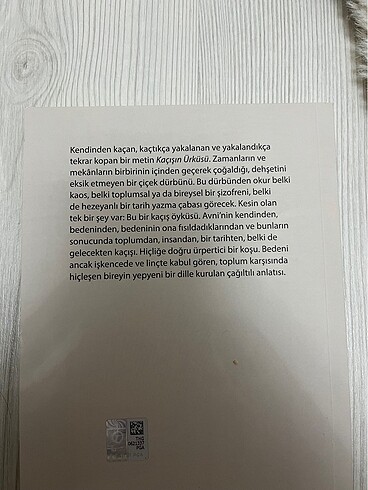 Kendinden kaçan, kaçtıkça yakalanan ve yakalandıkça
tekrar kopan bir metin Kaçışın Ürküsü. Zamanların ve
mekânların birbirinin içinden geçerek çoğaldığı, dehşetini
eksik etmeyen bir çiçek dürbünü. Bu dürbünden okur belki
kaos, belki toplumsal ya da bireysel bir şizofreni, belki
de hezeyanlı bir tarih yazma çabası görecek. Kesin olan
tek bir şey var: Bu bir kaçış öyküsü. Avni'nin kendinden,
bedeninden, bedeninin ona fısıldadıklarından ve bunların
sonucunda toplumdan, insandan, bir tarihten, belki de
gelecekten kaçışı. Hiçliğe doğru ürpertici bir koşu. Bedeni
ancak işkencede ve linçte kabul gören, toplum karşısında
hiçleşen bireyin yepyeni bir dille kurulan çağıltılı anlatısı.